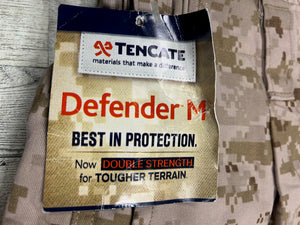 TENCATE
materials that make a difference
Defender M
BEST IN PROTECTION.
Now DOUBLE STRENGTH
for TOUGHER TERRAIN.